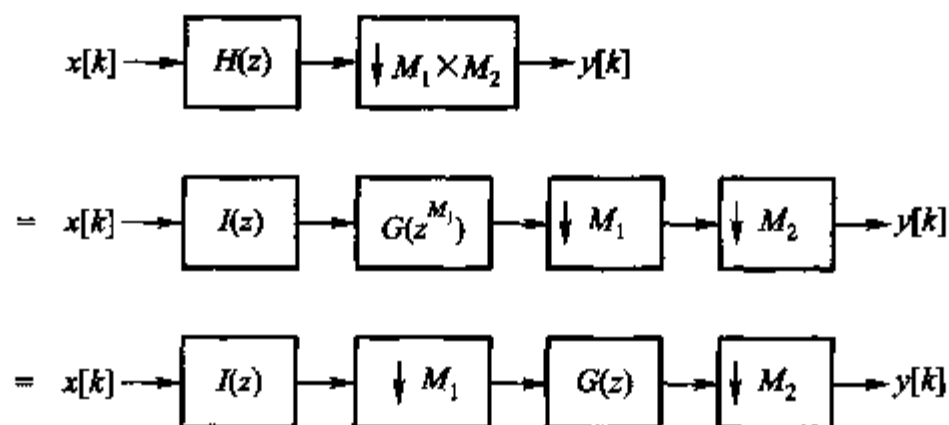 x[k] H(z) ↓ M₁×M₂ y[k]
= x[k] I(z) G(z^{M₁}) ↓ M₁ ↓ M₂ y[k]
= x[k] I(z) ↓ M₁ G(z) ↓ M₂ y[k]